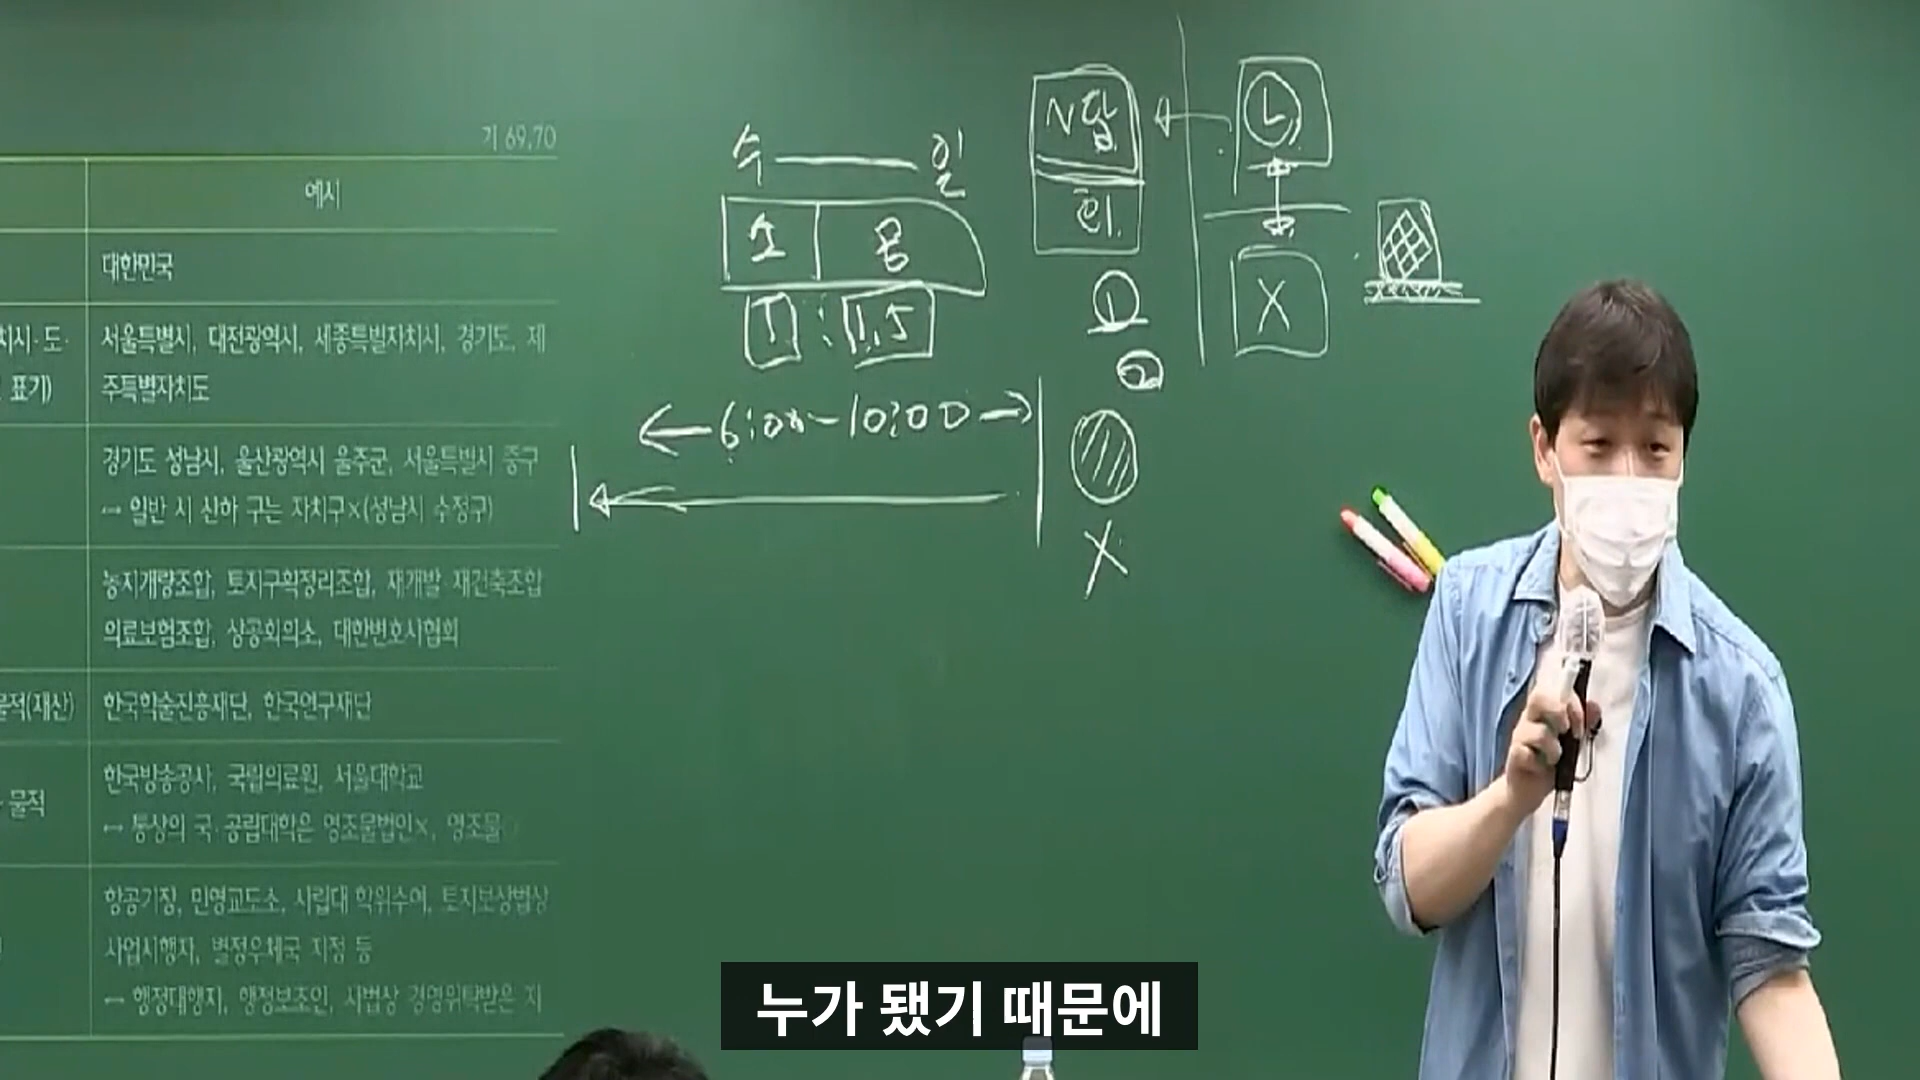 기 69,70
예시
대한민국
치시·도·
서울특별시, 대전광역시, 세종특별자치시, 경기도, 제
표기)
주특별자치도
경기도 성남시, 울산광역시 울주군, 서울특별시 중구
↔ 일반 시 산하 구는 자치구×(성남시 수정구)
농지개량조합, 토지구획정리조합, 재개발 재건축조합
의료보험조합, 상공회의소, 대한변호사협회
물적(재산)
한국학술진흥재단, 한국연구재단
한국방송공사, 국립의료원, 서울대학교
· 물적
↔ 통상의 국·공립대학은 영조물법인×, 영조물
항공기장, 민영교도소, 사립대 학위수여, 토지보상법상
사업시행자, 별정우체국 지정 등
↔ 행정대행자, 행정보조인, 사법상 경영위탁받은 자
수 — 일
소 용
1 : 1.5
6:00~10:00
N답
헌.
①
②
X
L
X
누가 됐기 때문에